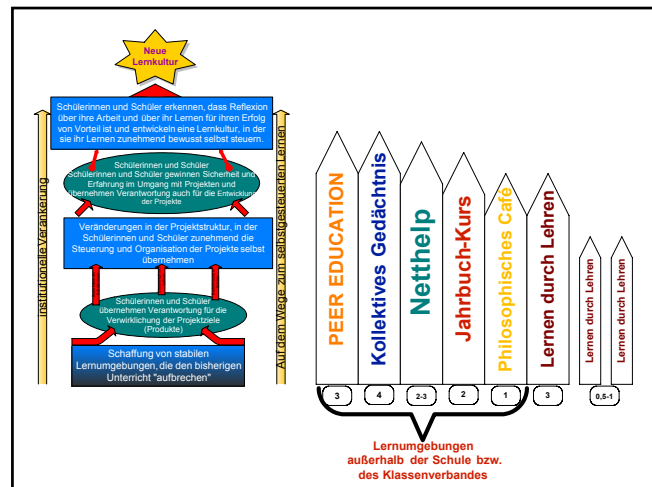 Neue
Lernkultur
Schülerinnen und Schüler erkennen, dass Reflexion
über ihre Arbeit und über ihr Lernen für ihren Erfolg
von Vorteil ist und entwickeln eine Lernkultur, in der
sie ihr Lernen zunehmend bewusst selbst steuern.
Schülerinnen und Schüler
Schülerinnen und Schüler gewinnen Sicherheit und
Erfahrung im Umgang mit Projekten und
übernehmen Verantwortung auch für die Entwicklung
der Projekte
Veränderungen in der Projektstruktur, in der
Schülerinnen und Schüler zunehmend die
Steuerung und Organisation der Projekte selbst
übernehmen
Schülerinnen und Schüler
übernehmen Verantwortung für die
Verwirklichung der Projektziele
(Produkte)
Schaffung von stabilen
Lernumgebungen, die den bisherigen
Unterricht "aufbrechen"
institutionelle Verankerung
Auf dem Wege zum selbstgesteuerten Lernen
PEER EDUCATION
Kollektives Gedächtnis
Netthelp
Jahrbuch-Kurs
Philosophisches Café
Lernen durch Lehren
Lernen durch Lehren
Lernen durch Lehren
3
4
2-3
2
1
3
0,5-1
Lernumgebungen
außerhalb der Schule bzw.
des Klassenverbandes